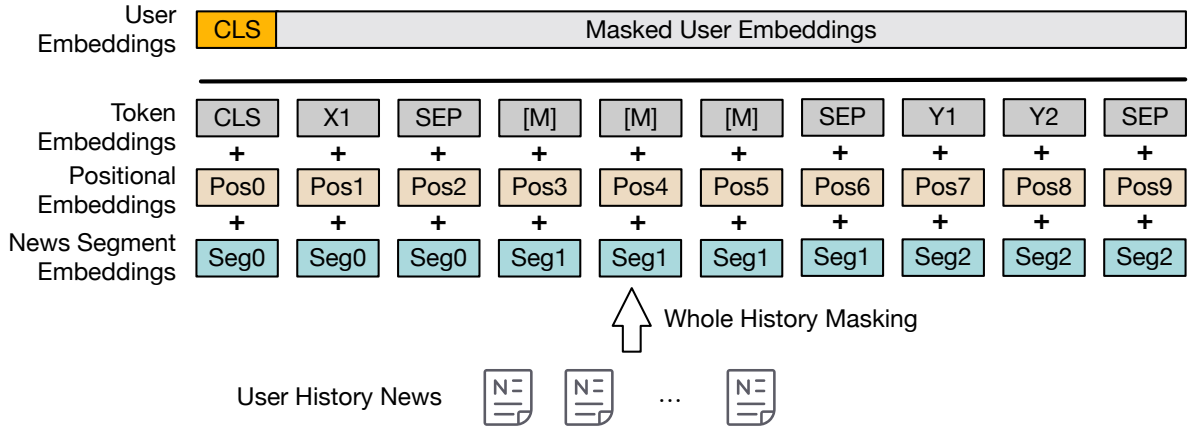 User
Embeddings
CLS
Masked User Embeddings
Token
Embeddings
CLS X1 SEP [M] [M] [M] SEP Y1 Y2 SEP
+ + + + + + + + + +
Positional
Embeddings
Pos0 Pos1 Pos2 Pos3 Pos4 Pos5 Pos6 Pos7 Pos8 Pos9
+ + + + + + + + + +
News Segment
Embeddings
Seg0 Seg0 Seg0 Seg1 Seg1 Seg1 Seg1 Seg2 Seg2 Seg2
Whole History Masking
User History News N N ... N